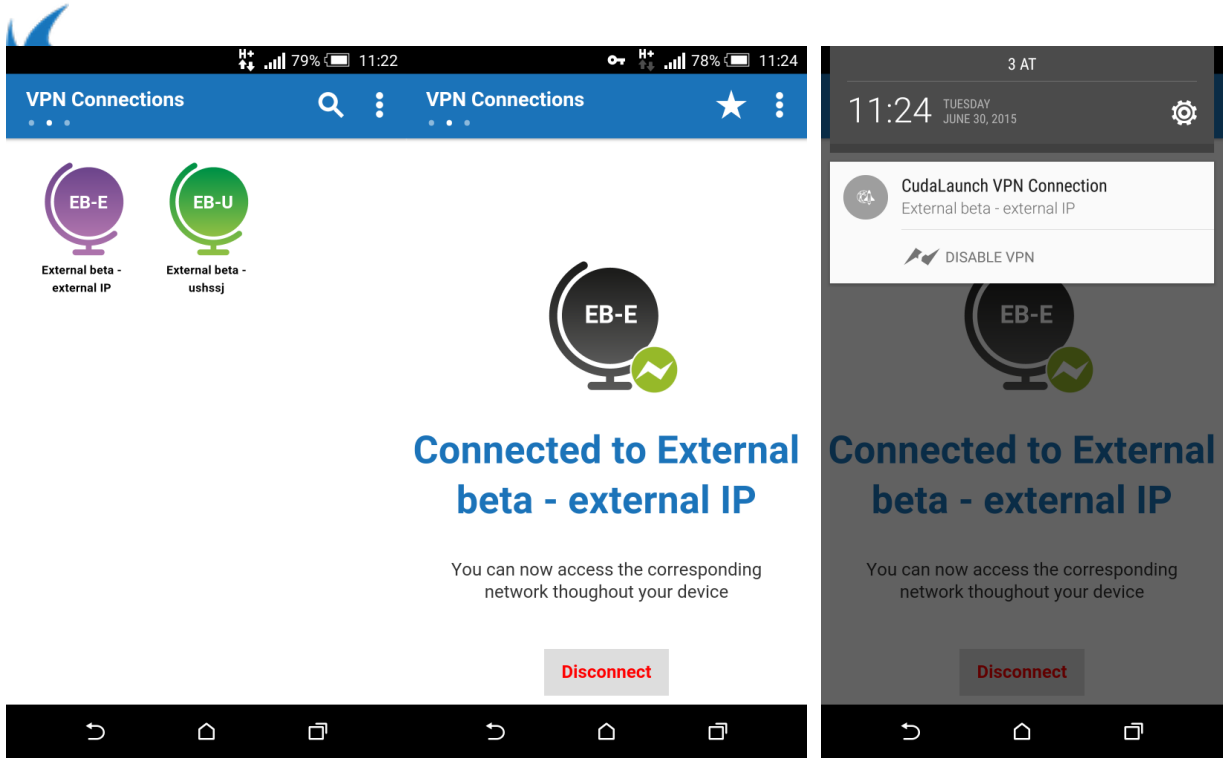 H+ 79% 11:22
VPN Connections
EB-E
EB-U
External beta -
external IP
External beta -
ushssj
H+ 78% 11:24
VPN Connections
EB-E
Connected to External
beta - external IP
You can now access the corresponding
network thoughout your device
Disconnect
3 AT
11:24 TUESDAY
JUNE 30, 2015
CudaLaunch VPN Connection
External beta - external IP
DISABLE VPN
EB-E
Connected to External
beta - external IP
You can now access the corresponding
network thoughout your device
Disconnect